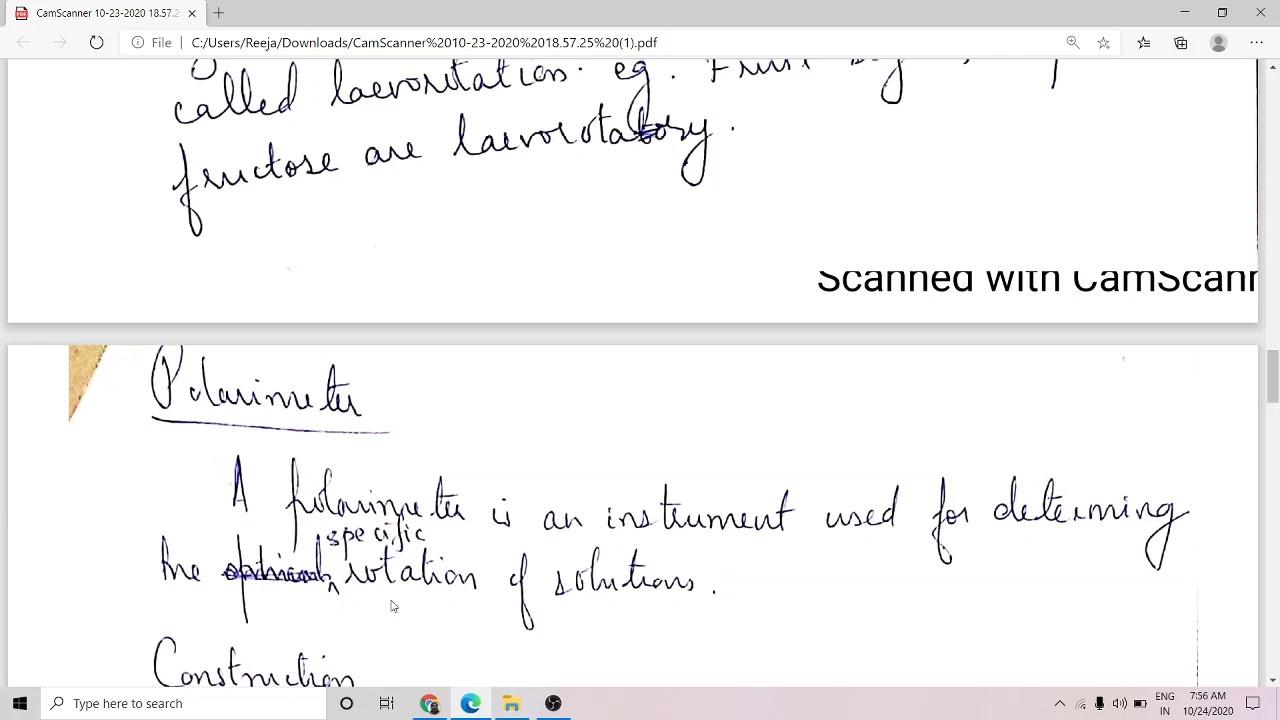 CamScanner 10-23-2020 18.57.2
File C:/Users/Reeja/Downloads/CamScanner%2010-23-2020%2018.57.25%20(1).pdf
called laevorotation. eg. Fruit
fructose are laevorotatory.
Scanned with CamScann
Polarimeter
A polarimeter is an instrument used for determing
specific
the optical rotation of solutions.
Construction
Type here to search
ENG
7:56 AM
IN
10/24/2020